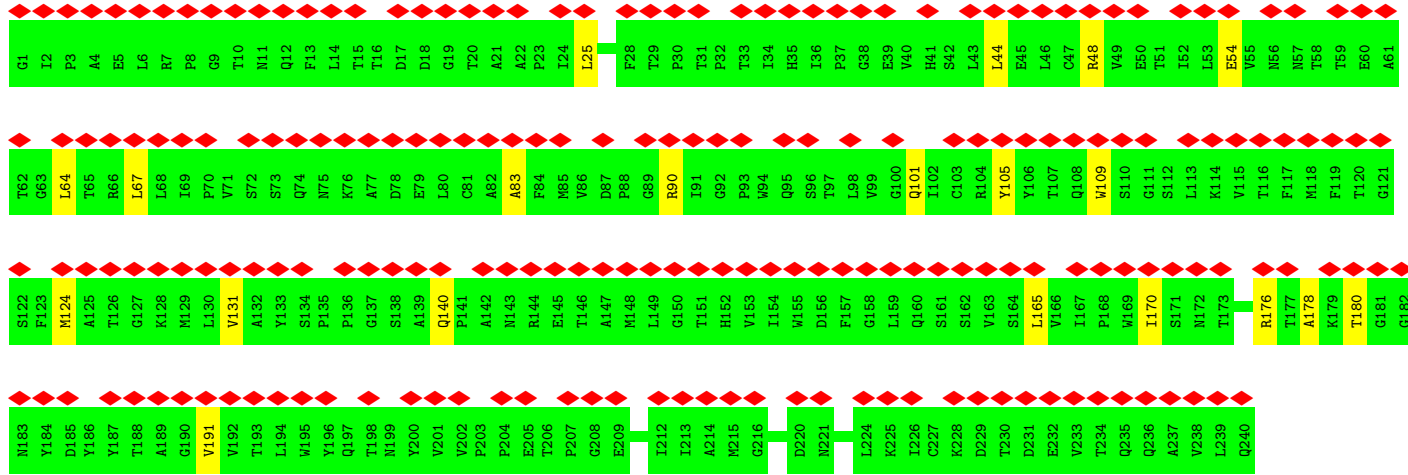 G1 I2 P3 A4 E5 L6 R7 P8 G9 T10 N11 Q12 F13 L14 T15 T16 D17 D18 G19 T20 A21 A22 P23 I24 L25 F28 T29 P30 T31 P32 T33 I34 H35 I36 P37 G38 E39 V40 H41 S42 L43 L44 E45 L46 C47 R48 V49 E50 T51 I52 L53 E54 V55 N56 N57 T58 T59 E60 A61
T62 G63 L64 T65 R66 L67 L68 I69 P70 V71 S72 S73 Q74 N75 K76 A77 D78 E79 L80 C81 A82 A83 F84 M85 V86 D87 P88 G89 R90 I91 G92 P93 W94 Q95 S96 T97 L98 V99 G100 Q101 I102 C103 R104 Y105 Y106 T107 Q108 W109 S110 G111 S112 L113 K114 V115 T116 F117 M118 F119 T120 G121
S122 F123 M124 A125 T126 G127 K128 M129 L130 V131 A132 Y133 S134 P135 P136 G137 S138 A139 Q140 P141 A142 N143 R144 E145 T146 A147 M148 L149 G150 T151 H152 V153 I154 W155 D156 F157 G158 L159 Q160 S161 S162 V163 S164 L165 V166 I167 P168 W169 I170 S171 N172 T173 R176 T177 A178 K179 T180 G181 G182
N183 Y184 D185 Y186 Y187 T188 A189 G190 V191 V192 T193 L194 W195 Y196 Q197 T198 N199 Y200 V201 V202 P203 P204 E205 T206 P207 G208 E209 I212 I213 A214 M215 G216 D220 N221 L224 K225 I226 C227 K228 D229 T230 D231 E232 V233 T234 Q235 Q236 A237 V238 L239 Q240